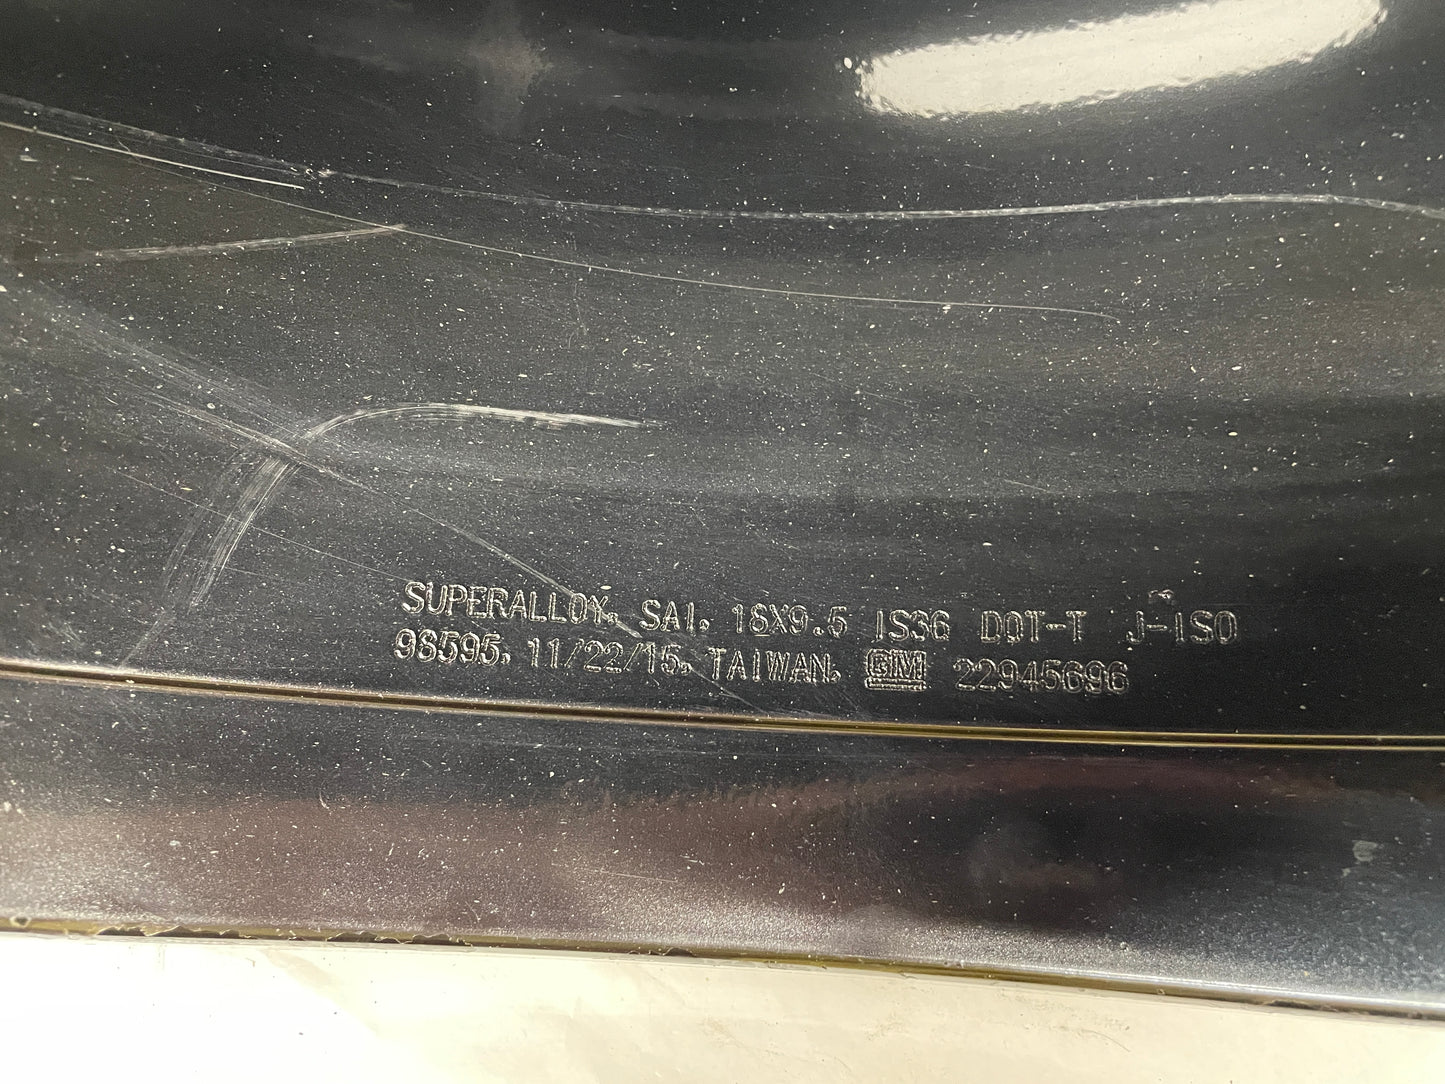 SUPERALLOY. SAI. 18X9.5 IS36 DOT-T J-ISO
98595. 11/22/15. TAIWAN. GM 22945696